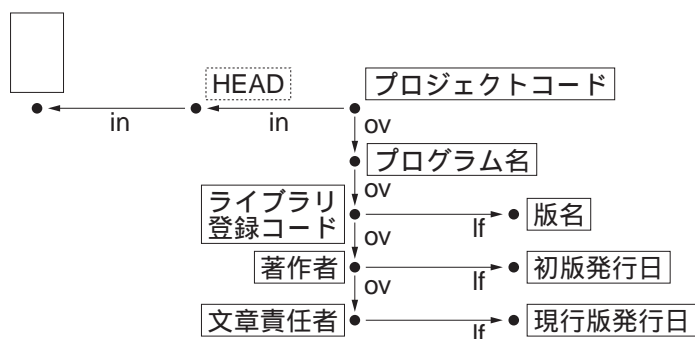 HEAD
プロジェクトコード
in
in
ov
プログラム名
ov
ライブラリ
登録コード
lf
版名
ov
著作者
lf
初版発行日
ov
文章責任者
lf
現行版発行日